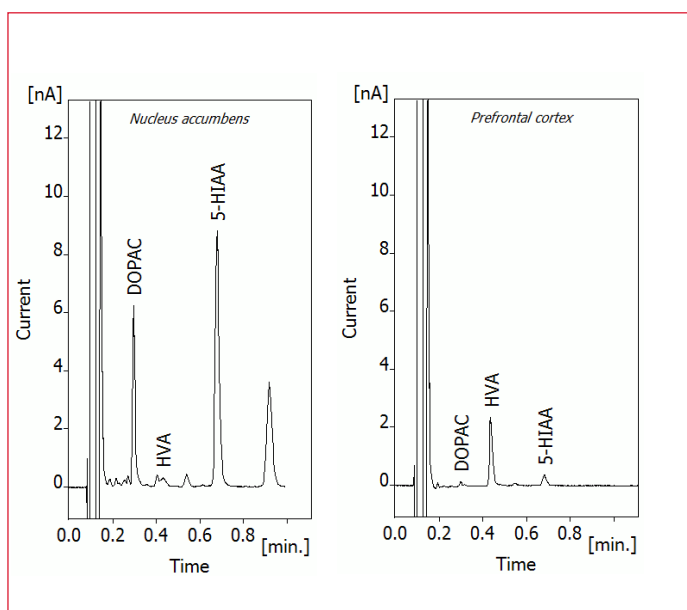 [nA]
Nucleus accumbens
12
10
8
6
4
2
0
Current
DOPAC
HVA
5-HIAA
0.0 0.2 0.4 0.6 0.8
[min.]
Time
[nA]
Prefrontal cortex
12
10
8
6
4
2
0
Current
DOPAC
HVA
5-HIAA
0.0 0.2 0.4 0.6 0.8
[min.]
Time